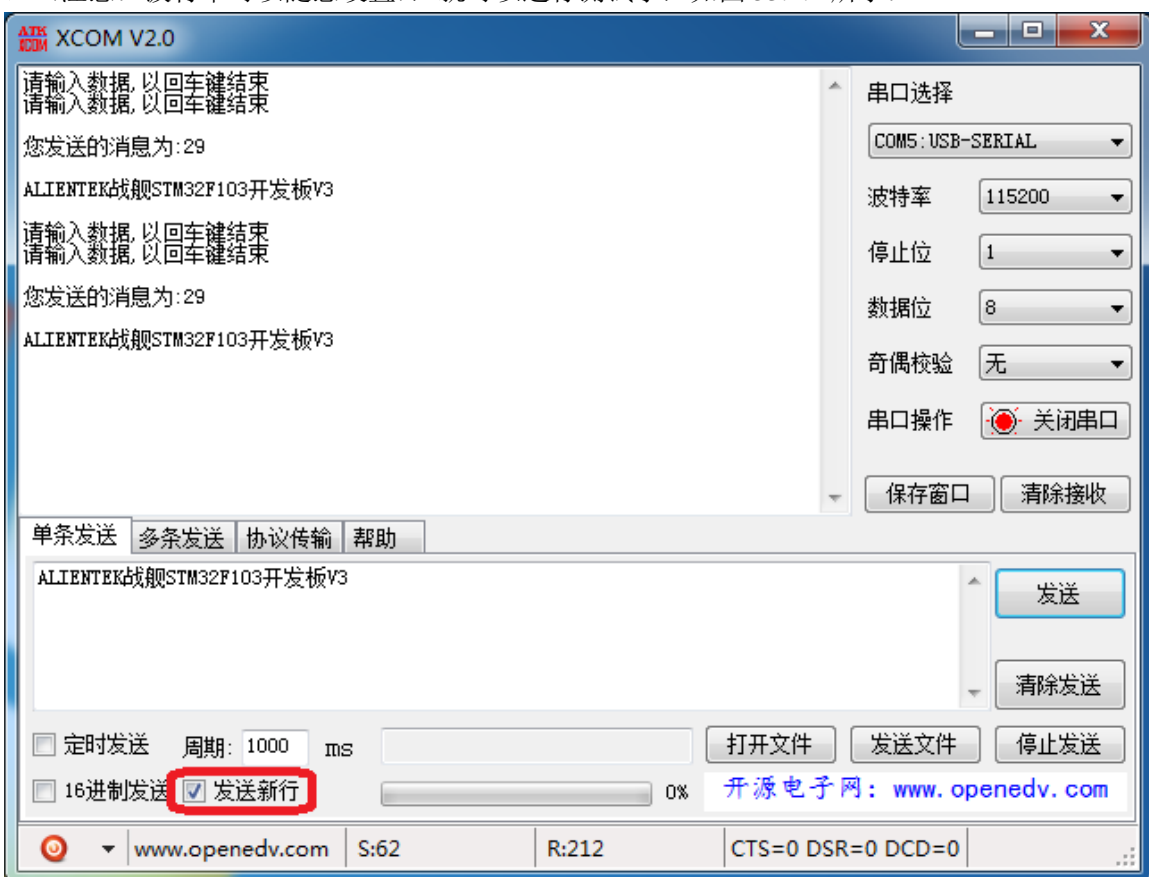 ATK
XCOM XCOM V2.0
请输入数据,以回车键结束
请输入数据,以回车键结束
您发送的消息为:29
ALIENTEK战舰STM32F103开发板V3
请输入数据,以回车键结束
请输入数据,以回车键结束
您发送的消息为:29
ALIENTEK战舰STM32F103开发板V3
串口选择
COM5:USB-SERIAL
波特率 115200
停止位 1
数据位 8
奇偶校验 无
串口操作 关闭串口
保存窗口 清除接收
单条发送 多条发送 协议传输 帮助
ALIENTEK战舰STM32F103开发板V3
发送
清除发送
定时发送 周期: 1000 ms 打开文件 发送文件 停止发送
16进制发送 发送新行 0% 开源电子网: www.openedv.com
www.openedv.com S:62 R:212 CTS=0 DSR=0 DCD=0